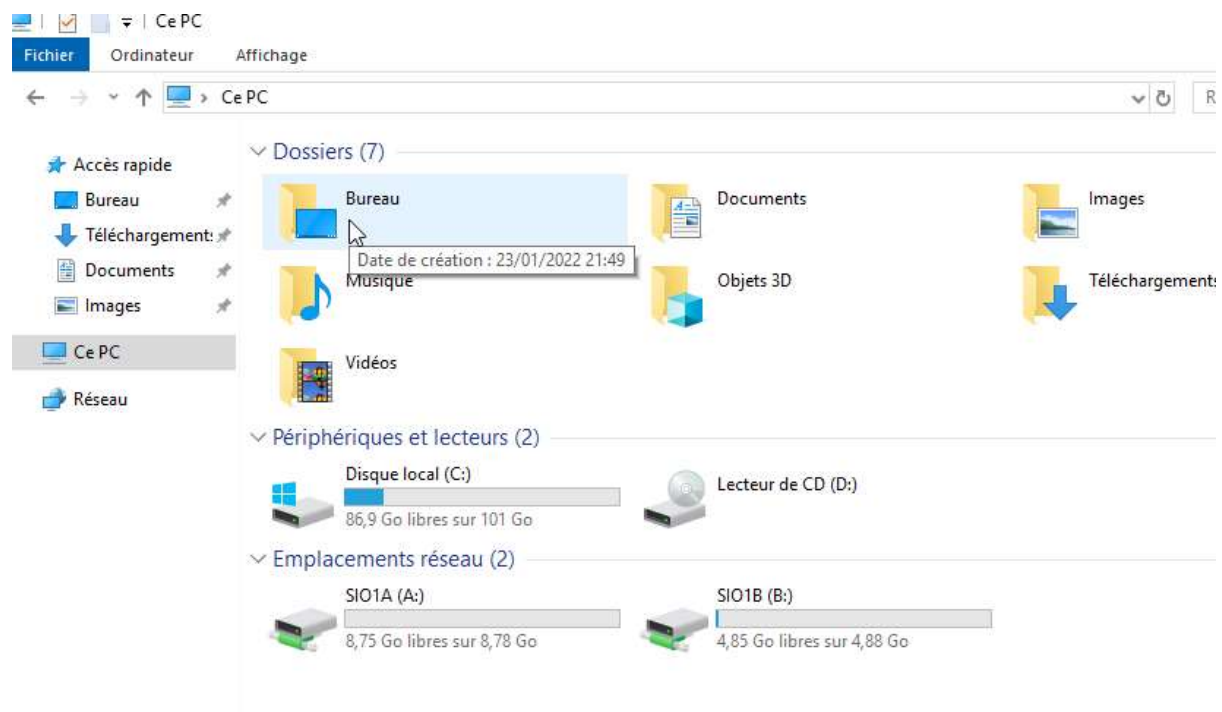 Ce PC
Fichier Ordinateur Affichage
Ce PC R
Accès rapide
Bureau
Téléchargement:
Documents
Images
Ce PC
Réseau
Dossiers (7)
Bureau
Documents
Images
Date de création : 23/01/2022 21:49
Musique
Objets 3D
Téléchargements
Vidéos
Périphériques et lecteurs (2)
Disque local (C:)
86,9 Go libres sur 101 Go
Lecteur de CD (D:)
Emplacements réseau (2)
SIO1A (A:)
8,75 Go libres sur 8,78 Go
SIO1B (B:)
4,85 Go libres sur 4,88 Go